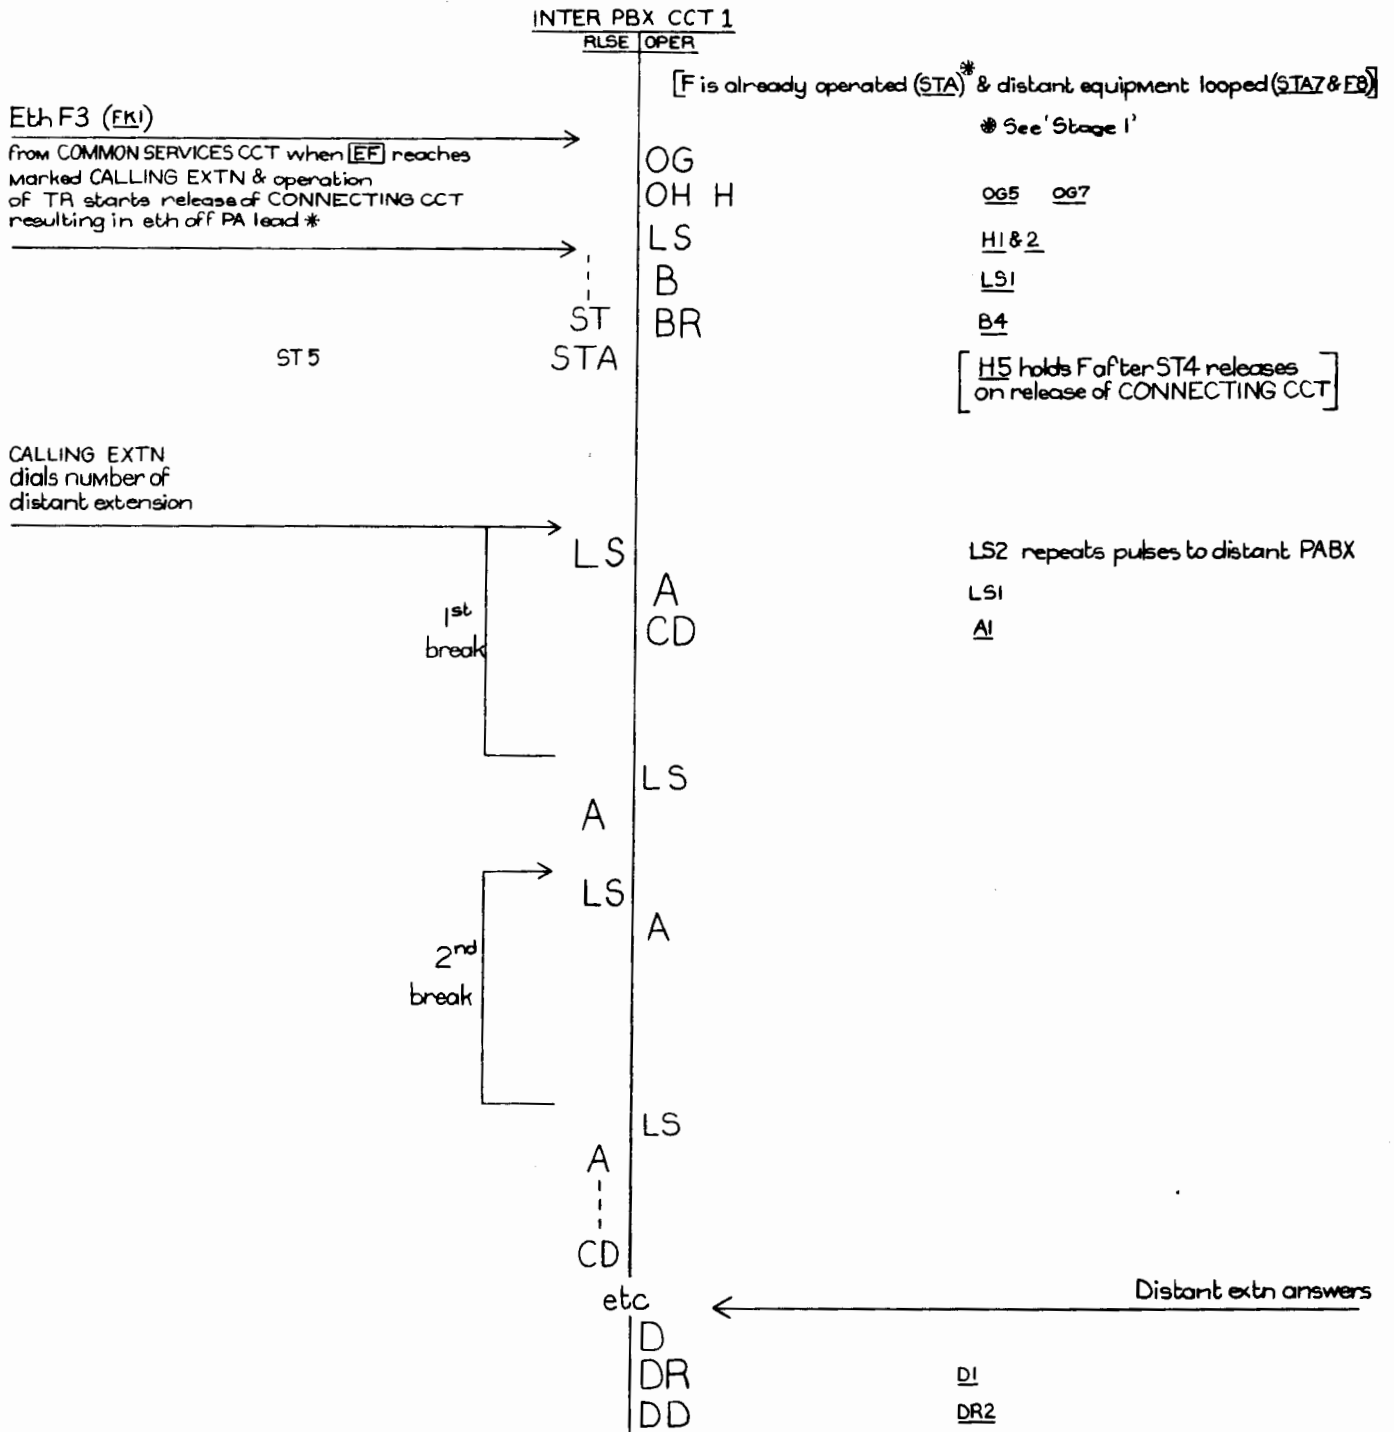 INTER PBX CCT 1
RLSE OPER
[F is already operated (STA)* & distant equipment looped (STA7 & F8)]
* See 'Stage 1'
Eth F3 (FK1)
from COMMON SERVICES CCT when EF reaches
marked CALLING EXTN & operation
of TR starts release of CONNECTING CCT
resulting in eth off PA lead *
OG
OH H OG5 OG7
LS H1 & 2
B LS1
ST BR B4
ST5 STA
[H5 holds F after ST4 releases
on release of CONNECTING CCT]
CALLING EXTN
dials number of
distant extension
LS LS2 repeats pulses to distant PABX
A LS1
CD A1
1st
break
LS
A
LS
A
2nd
break
LS
A
CD
etc
Distant extn answers
D
DR D1
DD DR2